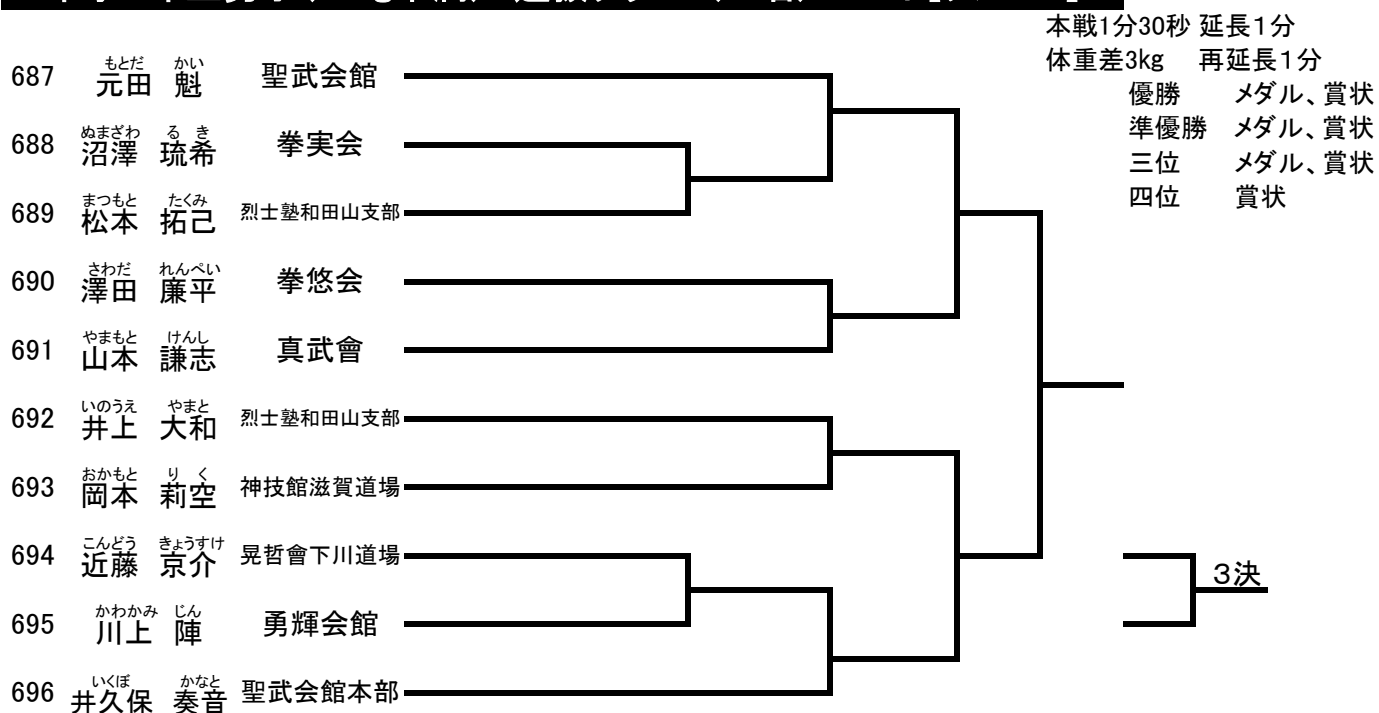 本戦1分30秒 延長1分
体重差3kg 再延長1分
優勝 メダル、賞状
準優勝 メダル、賞状
三位 メダル、賞状
四位 賞状
もとだ かい
687 元田 魁 聖武会館
ぬまざわ るき
688 沼澤 琉希 拳実会
まつもと たくみ
689 松本 拓己 烈士塾和田山支部
さわだ れんぺい
690 澤田 廉平 拳悠会
やまもと けんし
691 山本 謙志 真武會
いのうえ やまと
692 井上 大和 烈士塾和田山支部
おかもと りく
693 岡本 莉空 神技館滋賀道場
こんどう きょうすけ
694 近藤 京介 晃哲會下川道場
かわかみ じん
695 川上 陣 勇輝会館
いくぼ かなと
696 井久保 奏音 聖武会館本部
3決